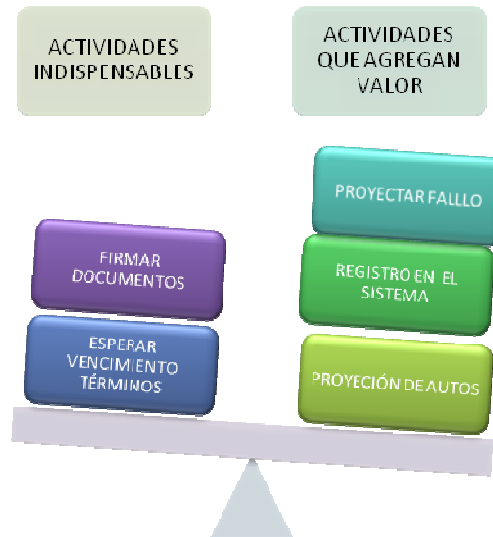 ACTIVIDADES
INDISPENSABLES
ACTIVIDADES
QUE AGREGAN
VALOR
PROYECTAR FALLLO
FIRMAR
DOCUMENTOS
REGISTRO EN EL
SISTEMA
ESPERAR
VENCIMIENTO
TÉRMINOS
PROYECIÓN DE AUTOS